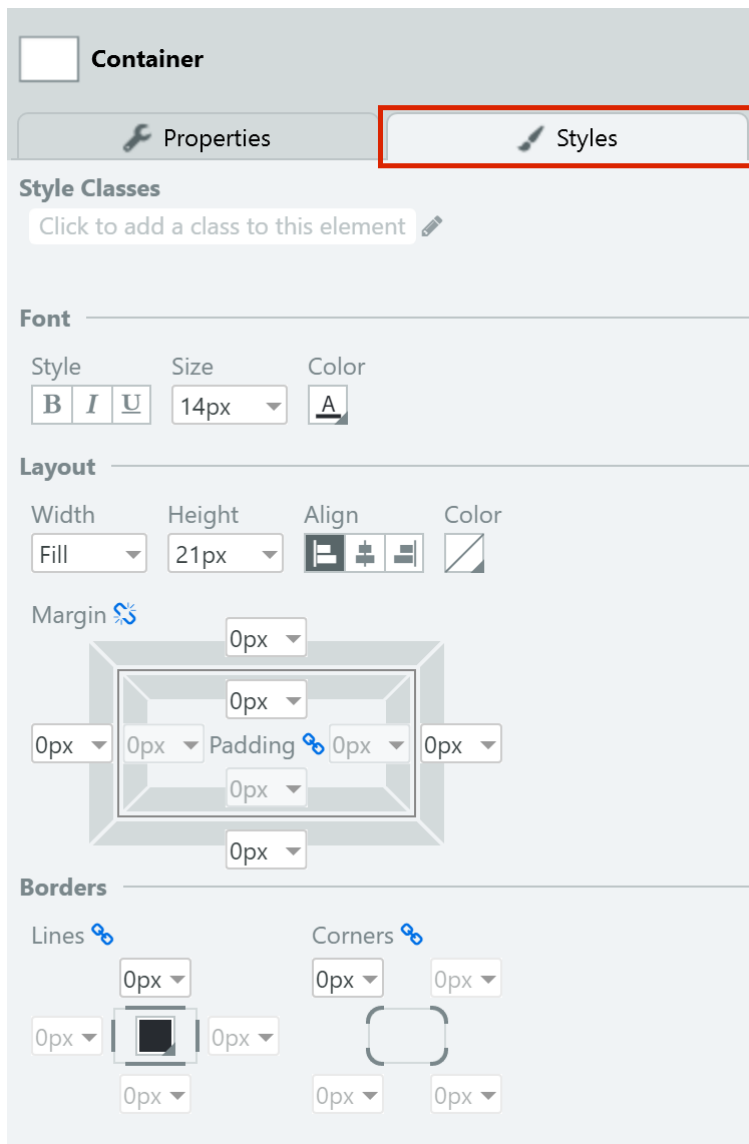 Container
Properties Styles
Style Classes
Click to add a class to this element
Font
Style Size Color
B I U 14px A
Layout
Width Height Align Color
Fill 21px
Margin
0px
0px
0px 0px Padding 0px 0px
0px
0px
Borders
Lines Corners
0px 0px 0px
0px 0px
0px 0px 0px